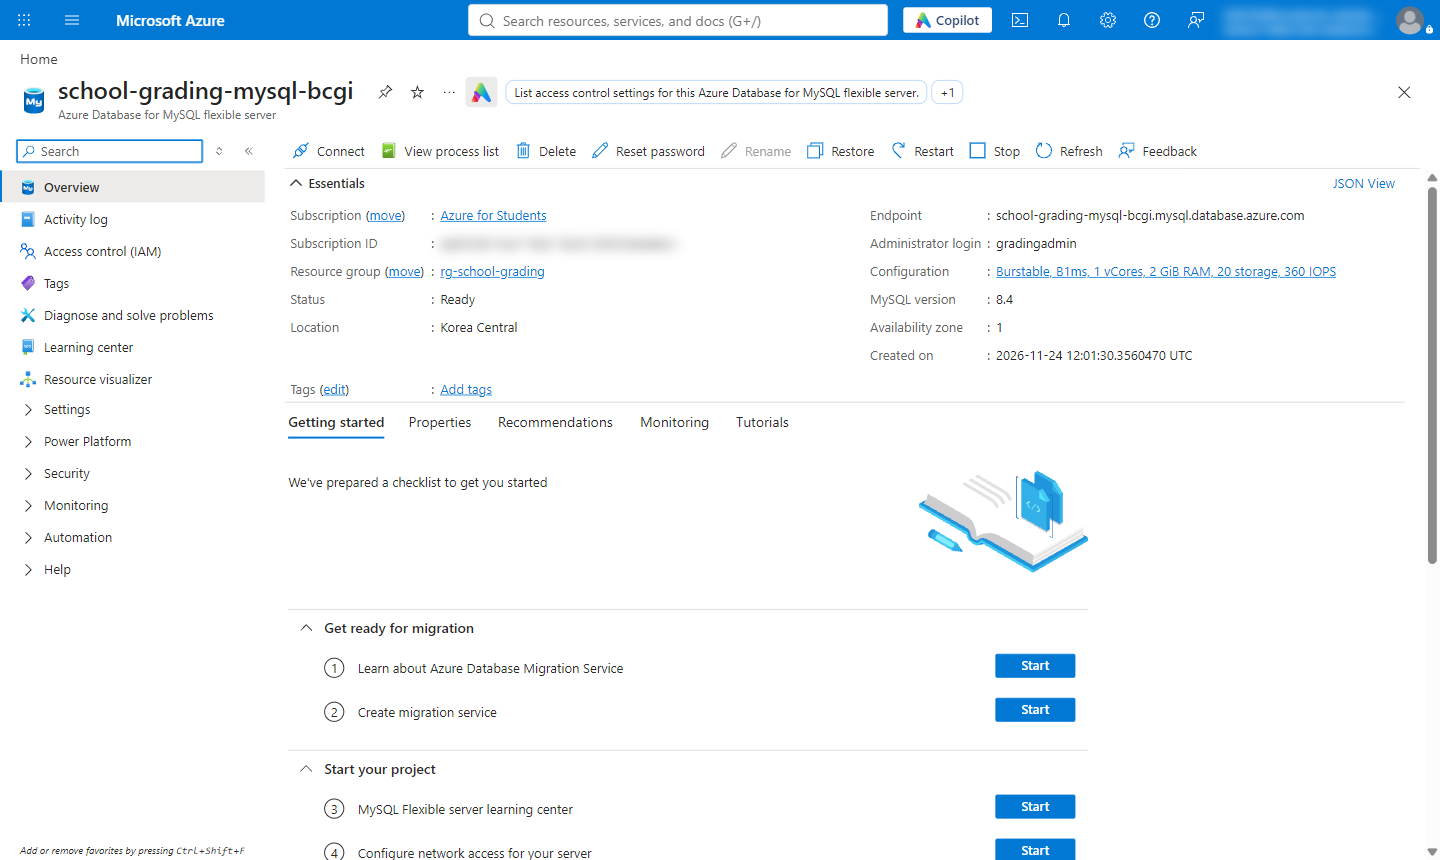 Microsoft Azure
Search resources, services, and docs (G+/)
Copilot
Home
My
school-grading-mysql-bcgi
...
List access control settings for this Azure Database for MySQL flexible server.
+1
Azure Database for MySQL flexible server
Search
Connect
View process list
Delete
Reset password
Rename
Restore
Restart
Stop
Refresh
Feedback
Overview
Activity log
Access control (IAM)
Tags
Diagnose and solve problems
Learning center
Resource visualizer
Settings
Power Platform
Security
Monitoring
Automation
Help
Add or remove favorites by pressing Ctrl+Shift+F
Essentials
JSON View
Subscription (move) : Azure for Students
Subscription ID :
Resource group (move) : rg-school-grading
Status : Ready
Location : Korea Central
Endpoint : school-grading-mysql-bcgi.mysql.database.azure.com
Administrator login : gradingadmin
Configuration : Burstable, B1ms, 1 vCores, 2 GiB RAM, 20 storage, 360 IOPS
MySQL version : 8.4
Availability zone : 1
Created on : 2026-11-24 12:01:30.3560470 UTC
Tags (edit) : Add tags
Getting started
Properties
Recommendations
Monitoring
Tutorials
We've prepared a checklist to get you started
Get ready for migration
1 Learn about Azure Database Migration Service
Start
2 Create migration service
Start
Start your project
3 MySQL Flexible server learning center
Start
4 Configure network access for your server
Start